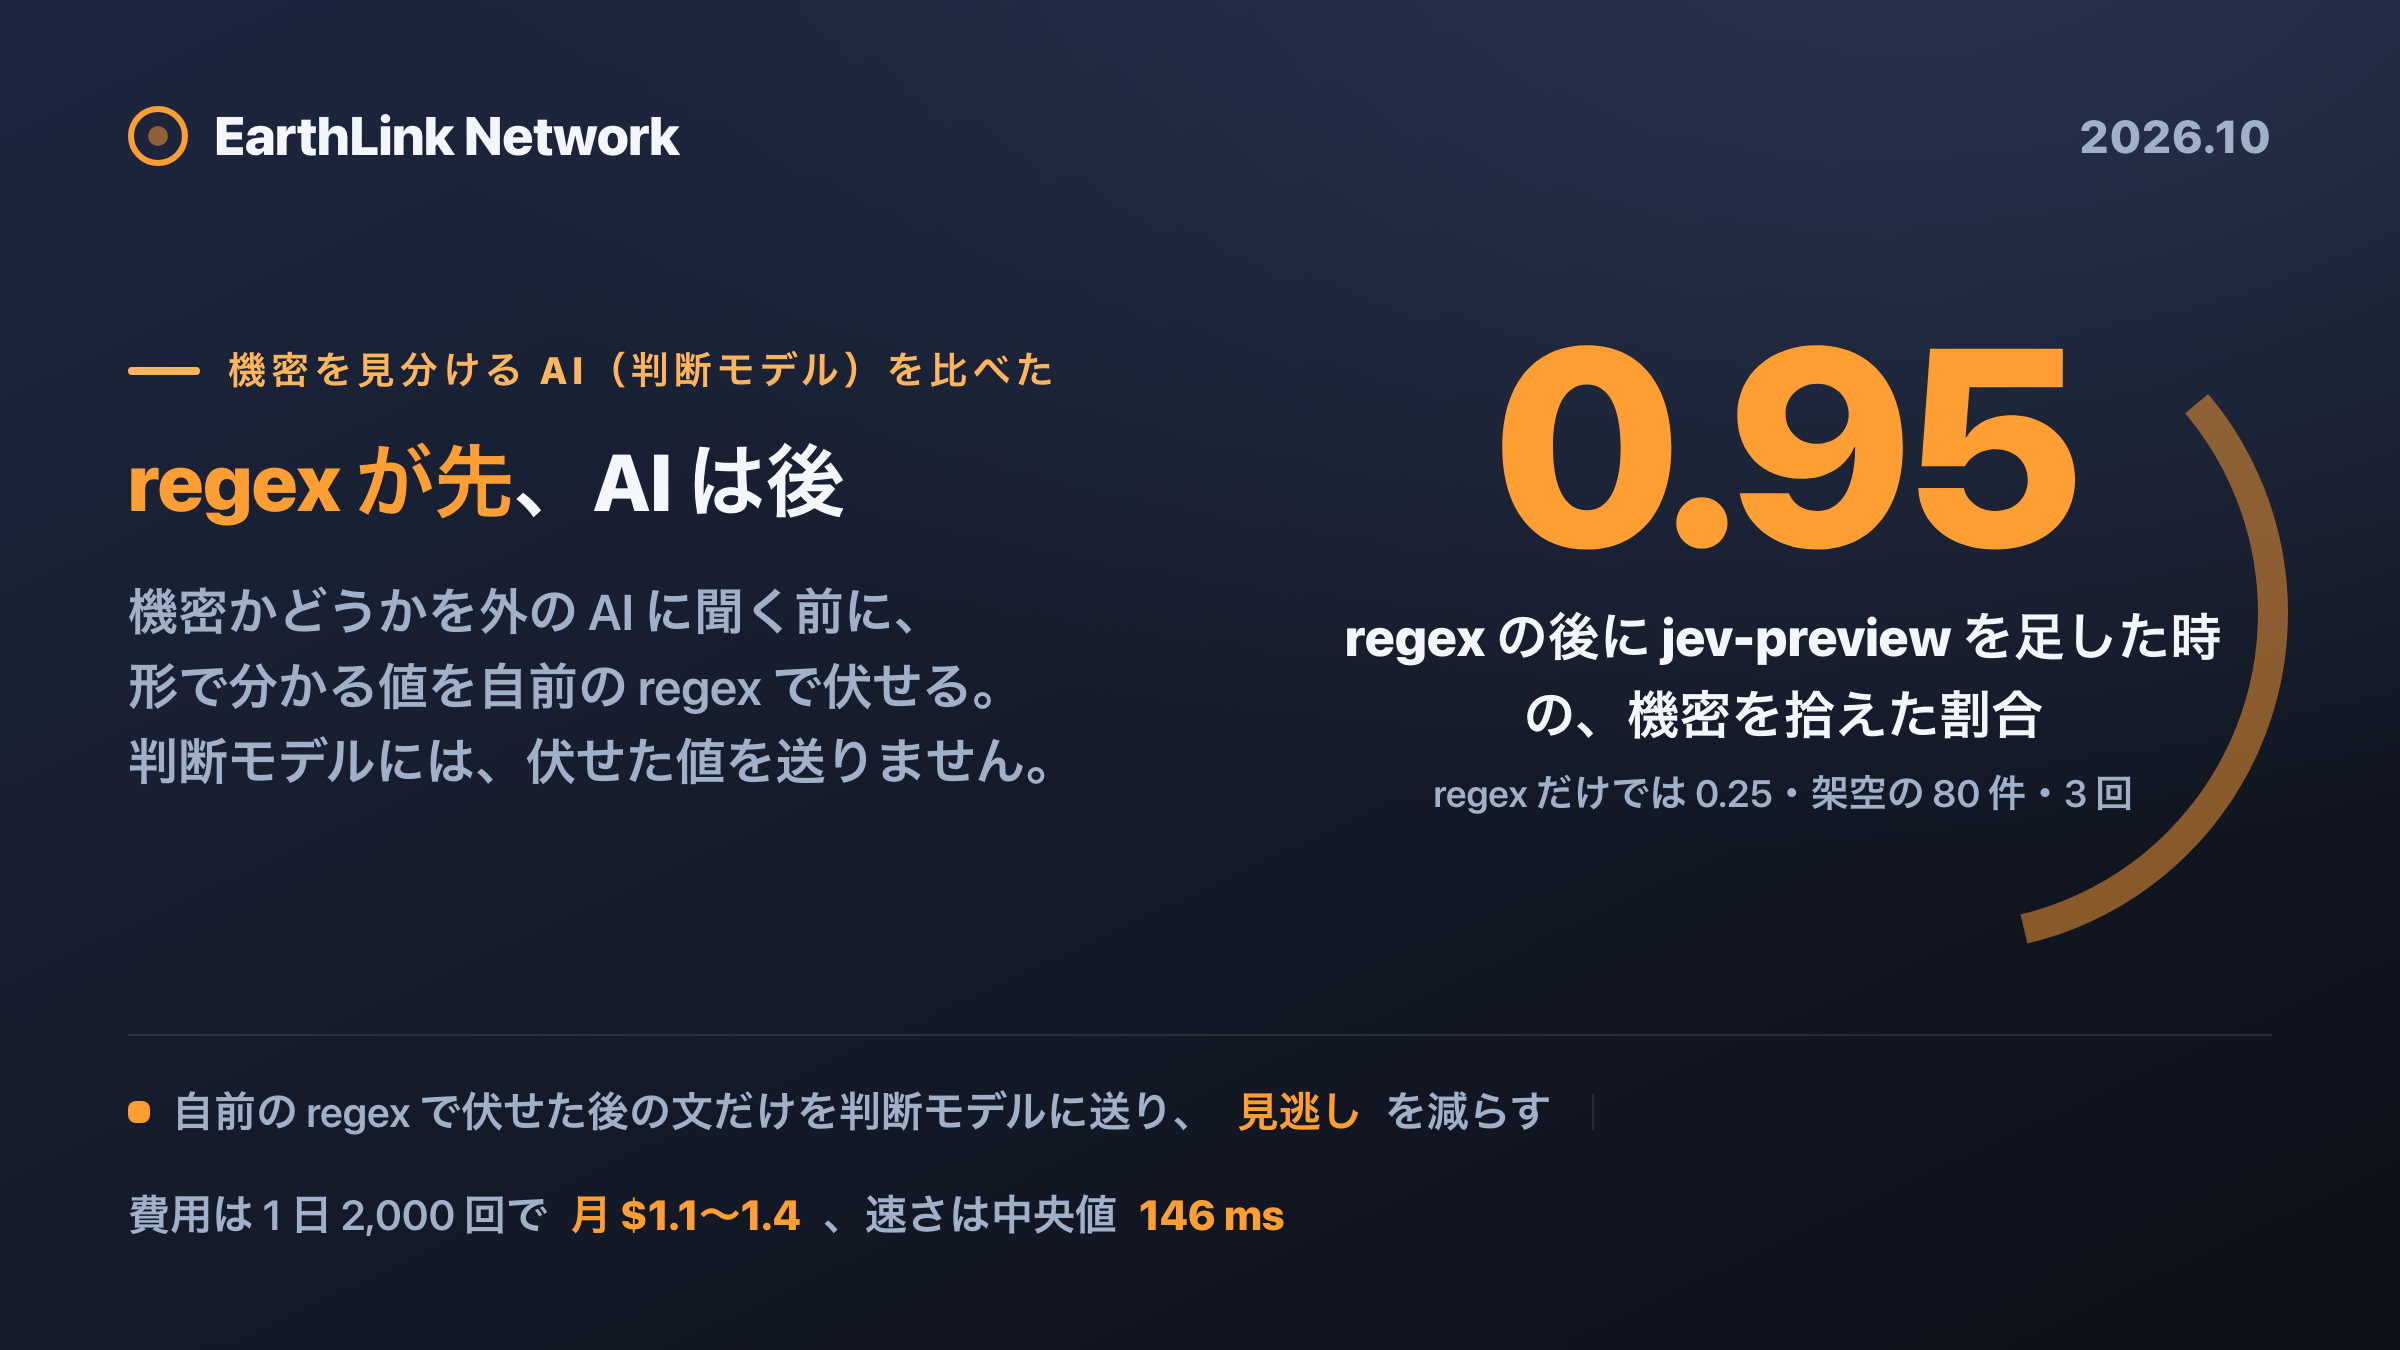 EarthLink Network
2026.10
機密を見分ける AI（判断モデル）を比べた
regex が先、AI は後
機密かどうかを外の AI に聞く前に、
形で分かる値を自前の regex で伏せる。
判断モデルには、伏せた値を送りません。
0.95
regex の後に jev-preview を足した時
の、機密を拾えた割合
regex だけでは 0.25・架空の 80 件・3 回
自前の regex で伏せた後の文だけを判断モデルに送り、 見逃し を減らす
費用は 1 日 2,000 回で 月 $1.1〜1.4 、速さは中央値 146 ms